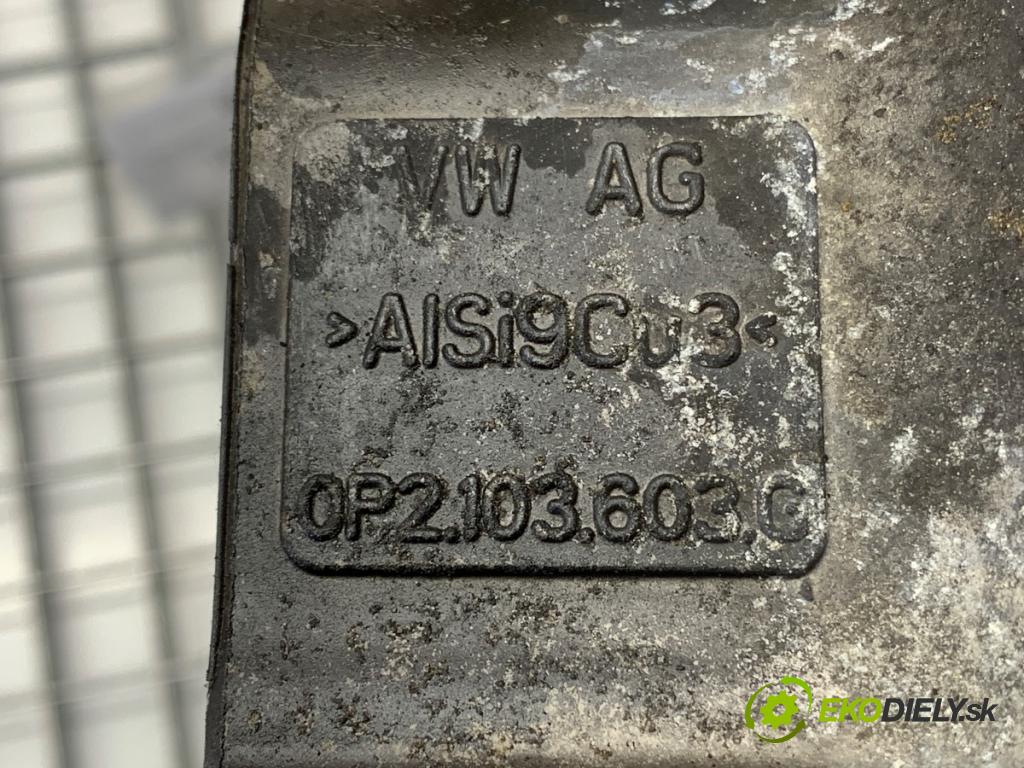 VW AG
>AlSi9Cu3<
0P2.103.603.C
EKODIELY.sk